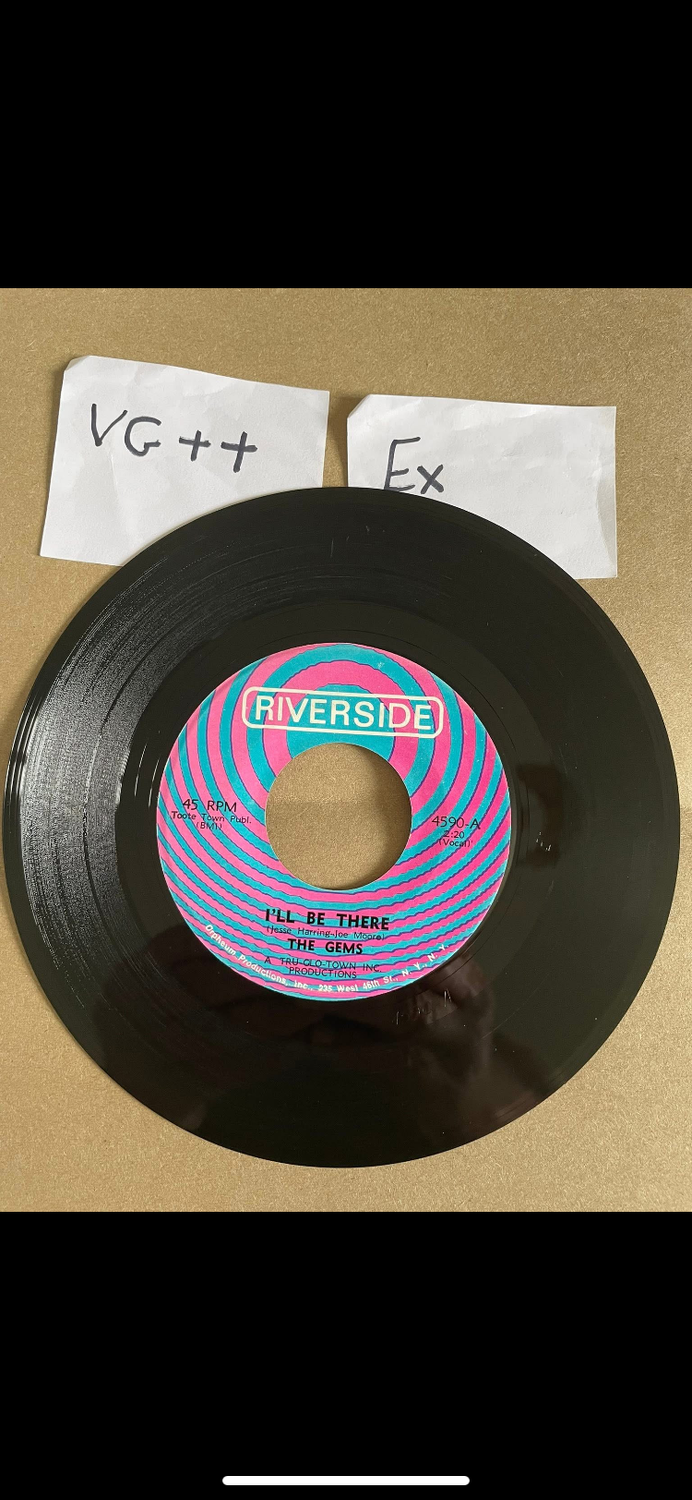 VG ++
Ex
RIVERSIDE
45 RPM
Toote Town Publ.
(BMI)
4590-A
2:20
(Vocal)
I'LL BE THERE
(Jesse Harring-Joe Moore)
THE GEMS
A TRU-GLO-TOWN INC.
PRODUCTIONS
Orpheum Productions, Inc., 235 West 46th St., N. Y., N. Y.